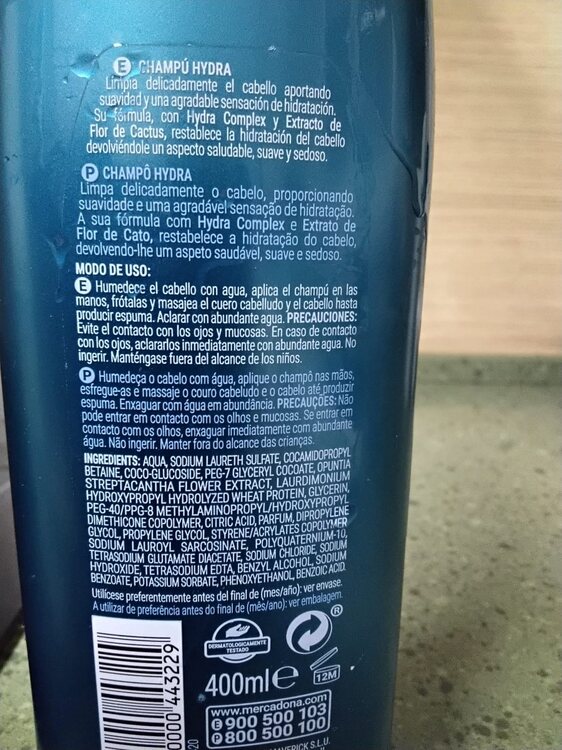 E CHAMPÚ HYDRA
Limpia delicadamente el cabello aportando
suavidad y una agradable sensación de hidratación.
Su fórmula, con Hydra Complex y Extracto de
Flor de Cactus, restablece la hidratación del cabello
devolviéndole un aspecto saludable, suave y sedoso.
P CHAMPÔ HYDRA
Limpa delicadamente o cabelo, proporcionando
suavidade e uma agradável sensação de hidratação.
A sua fórmula com Hydra Complex e Extrato de
Flor de Cato, restabelece a hidratação do cabelo,
devolvendo-lhe um aspeto saudável, suave e sedoso.
MODO DE USO:
E Humedece el cabello con agua, aplica el champú en las
manos, frótalas y masajea el cuero cabelludo y el cabello hasta
producir espuma. Aclarar con abundante agua. PRECAUCIONES:
Evite el contacto con los ojos y mucosas. En caso de contacto
con los ojos, aclararlos inmediatamente con abundante agua. No
ingerir. Manténgase fuera del alcance de los niños.
P Humedeça o cabelo com água, aplique o champô nas mãos,
esfregue-as e massaje o couro cabeludo e o cabelo até produzir
espuma. Enxaguar com água em abundância. PRECAUÇÕES: Não
pode entrar em contacto com os olhos e mucosas. Se entrar em
contacto com os olhos, enxaguar imediatamente com abundante
água. Não ingerir. Manter fora do alcance das crianças.
INGREDIENTS: AQUA, SODIUM LAURETH SULFATE, COCAMIDOPROPYL
BETAINE, COCO-GLUCOSIDE, PEG-7 GLYCERYL COCOATE, OPUNTIA
STREPTACANTHA FLOWER EXTRACT, LAURDIMONIUM
HYDROXYPROPYL HYDROLYZED WHEAT PROTEIN, GLYCERIN,
PEG-40/PPG-8 METHYLAMINOPROPYL/HYDROXYPROPYL
DIMETHICONE COPOLYMER, CITRIC ACID, PARFUM, DIPROPYLENE
GLYCOL, PROPYLENE GLYCOL, STYRENE/ACRYLATES COPOLYMER
SODIUM LAUROYL SARCOSINATE, POLYQUATERNIUM-10,
TETRASODIUM GLUTAMATE DIACETATE, SODIUM CHLORIDE, SODIUM
HYDROXIDE, TETRASODIUM EDTA, BENZYL ALCOHOL, SODIUM
BENZOATE, POTASSIUM SORBATE, PHENOXYETHANOL, BENZOIC ACID.
Utilícese preferentemente antes del final de (mes/año): ver envase.
A utilizar de preferência antes do final de (mês/ano): ver embalagem.
DERMATOLÓGICAMENTE
TESTADO
®
400ml e
12M
www.mercadona.com
E 900 500 103
P 800 500 100
MAVERICK S.L.U.
0000 443229
20